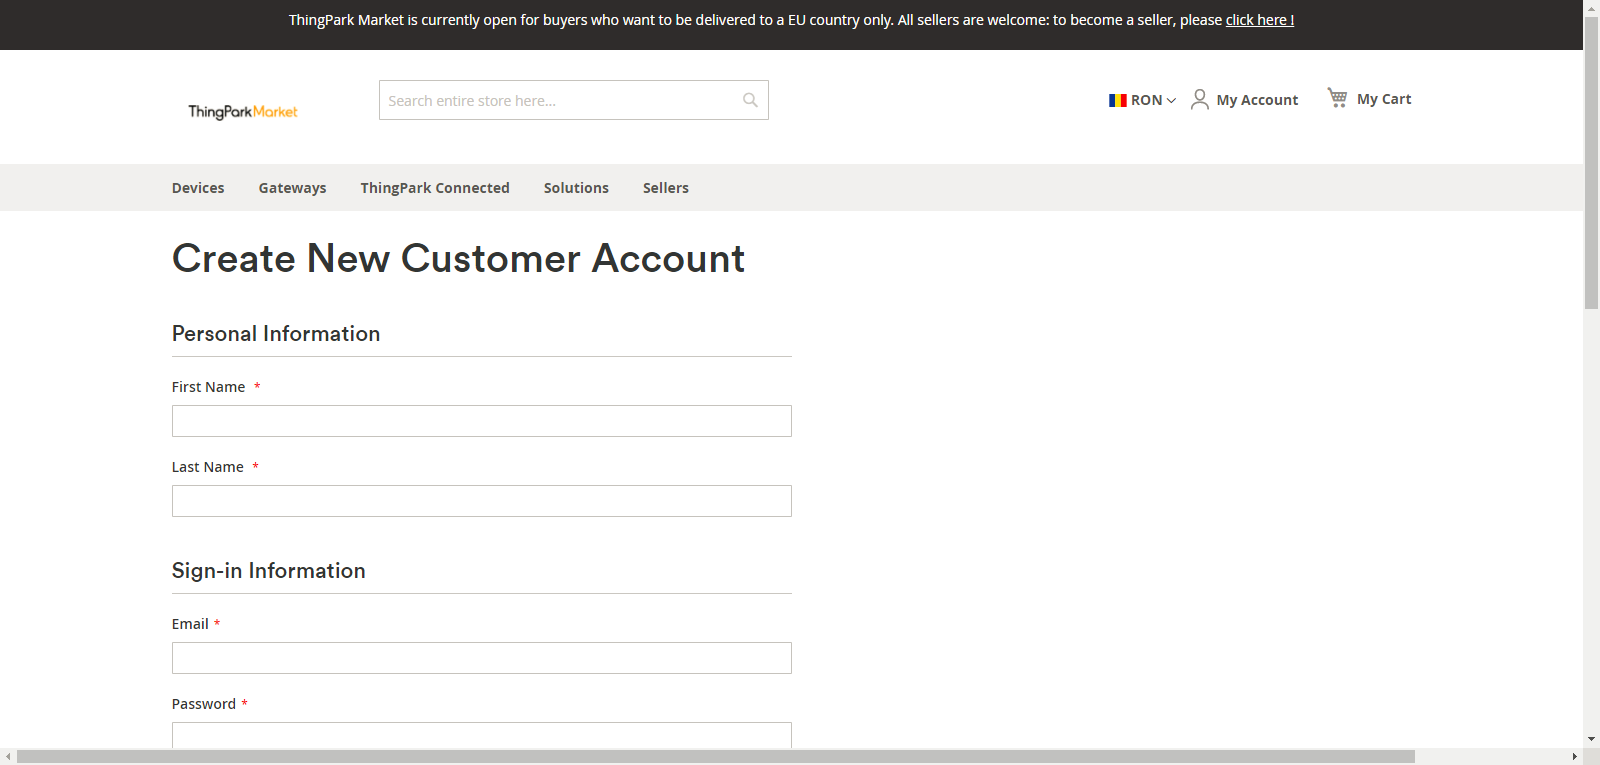 ThingPark Market is currently open for buyers who want to be delivered to a EU country only. All sellers are welcome: to become a seller, please click here !
ThingParkMarket
Search entire store here...
RON
My Account
My Cart
Devices
Gateways
ThingPark Connected
Solutions
Sellers
Create New Customer Account
Personal Information
First Name *
Last Name *
Sign-in Information
Email *
Password *